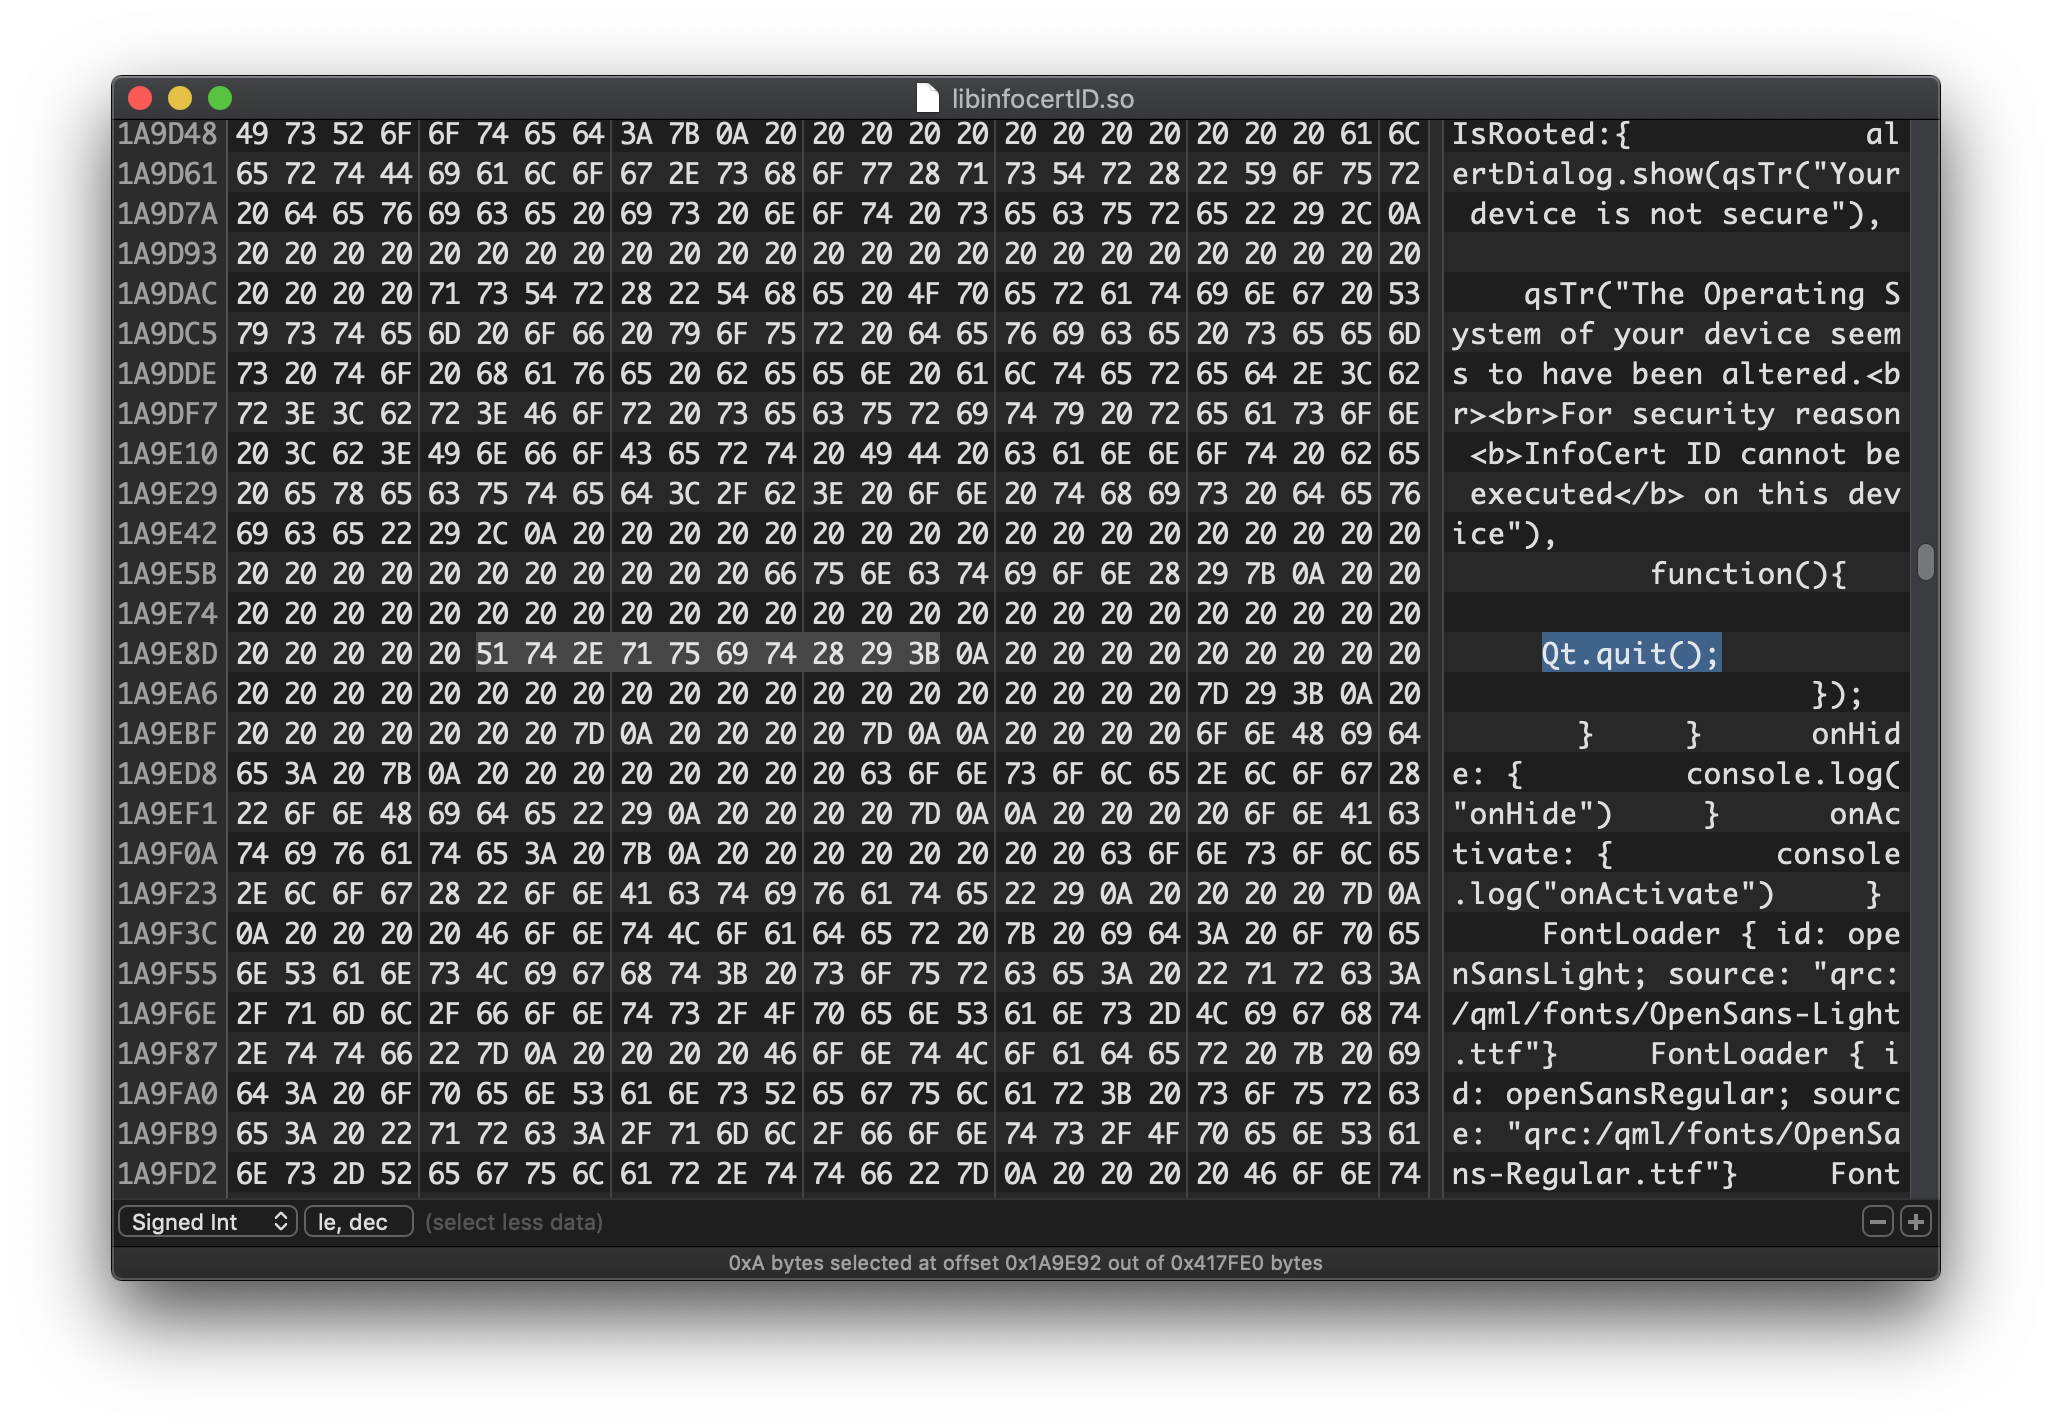 libinfocertID.so
1A9D48 49 73 52 6F 6F 74 65 64 3A 7B 0A 20 20 20 20 20 20 20 20 20 20 20 20 61 6C IsRooted:{             al
1A9D61 65 72 74 44 69 61 6C 6F 67 2E 73 68 6F 77 28 71 73 54 72 28 22 59 6F 75 72 ertDialog.show(qsTr("Your
1A9D7A 20 64 65 76 69 63 65 20 69 73 20 6E 6F 74 20 73 65 63 75 72 65 22 29 2C 0A  device is not secure"),
1A9D93 20 20 20 20 20 20 20 20 20 20 20 20 20 20 20 20 20 20 20 20 20 20 20 20 20
1A9DAC 20 20 20 20 71 73 54 72 28 22 54 68 65 20 4F 70 65 72 61 74 69 6E 67 20 53     qsTr("The Operating S
1A9DC5 79 73 74 65 6D 20 6F 66 20 79 6F 75 72 20 64 65 76 69 63 65 20 73 65 65 6D ystem of your device seem
1A9DDE 73 20 74 6F 20 68 61 76 65 20 62 65 65 6E 20 61 6C 74 65 72 65 64 2E 3C 62 s to have been altered.<b
1A9DF7 72 3E 3C 62 72 3E 46 6F 72 20 73 65 63 75 72 69 74 79 20 72 65 61 73 6F 6E r><br>For security reason
1A9E10 20 3C 62 3E 49 6E 66 6F 43 65 72 74 20 49 44 20 63 61 6E 6E 6F 74 20 62 65  <b>InfoCert ID cannot be
1A9E29 20 65 78 65 63 75 74 65 64 3C 2F 62 3E 20 6F 6E 20 74 68 69 73 20 64 65 76  executed</b> on this dev
1A9E42 69 63 65 22 29 2C 0A 20 20 20 20 20 20 20 20 20 20 20 20 20 20 20 20 20 20 ice"),
1A9E5B 20 20 20 20 20 20 20 20 20 20 20 66 75 6E 63 74 69 6F 6E 28 29 7B 0A 20 20            function(){
1A9E74 20 20 20 20 20 20 20 20 20 20 20 20 20 20 20 20 20 20 20 20 20 20 20 20 20
1A9E8D 20 20 20 20 20 51 74 2E 71 75 69 74 28 29 3B 0A 20 20 20 20 20 20 20 20 20      Qt.quit();
1A9EA6 20 20 20 20 20 20 20 20 20 20 20 20 20 20 20 20 20 20 20 20 7D 29 3B 0A 20                     });
1A9EBF 20 20 20 20 20 20 20 7D 0A 20 20 20 20 7D 0A 0A 20 20 20 20 6F 6E 48 69 64        }     }      onHid
1A9ED8 65 3A 20 7B 0A 20 20 20 20 20 20 20 20 63 6F 6E 73 6F 6C 65 2E 6C 6F 67 28 e: {         console.log(
1A9EF1 22 6F 6E 48 69 64 65 22 29 0A 20 20 20 20 7D 0A 0A 20 20 20 20 6F 6E 41 63 "onHide")     }      onAc
1A9F0A 74 69 76 61 74 65 3A 20 7B 0A 20 20 20 20 20 20 20 20 63 6F 6E 73 6F 6C 65 tivate: {         console
1A9F23 2E 6C 6F 67 28 22 6F 6E 41 63 74 69 76 61 74 65 22 29 0A 20 20 20 20 7D 0A .log("onActivate")     }
1A9F3C 0A 20 20 20 20 46 6F 6E 74 4C 6F 61 64 65 72 20 7B 20 69 64 3A 20 6F 70 65      FontLoader { id: ope
1A9F55 6E 53 61 6E 73 4C 69 67 68 74 3B 20 73 6F 75 72 63 65 3A 20 22 71 72 63 3A nSansLight; source: "qrc:
1A9F6E 2F 71 6D 6C 2F 66 6F 6E 74 73 2F 4F 70 65 6E 53 61 6E 73 2D 4C 69 67 68 74 /qml/fonts/OpenSans-Light
1A9F87 2E 74 74 66 22 7D 0A 20 20 20 20 46 6F 6E 74 4C 6F 61 64 65 72 20 7B 20 69 .ttf"}     FontLoader { i
1A9FA0 64 3A 20 6F 70 65 6E 53 61 6E 73 52 65 67 75 6C 61 72 3B 20 73 6F 75 72 63 d: openSansRegular; sourc
1A9FB9 65 3A 20 22 71 72 63 3A 2F 71 6D 6C 2F 66 6F 6E 74 73 2F 4F 70 65 6E 53 61 e: "qrc:/qml/fonts/OpenSa
1A9FD2 6E 73 2D 52 65 67 75 6C 61 72 2E 74 74 66 22 7D 0A 20 20 20 20 46 6F 6E 74 ns-Regular.ttf"}     Font
Signed Int le, dec (select less data)
0xA bytes selected at offset 0x1A9E92 out of 0x417FE0 bytes